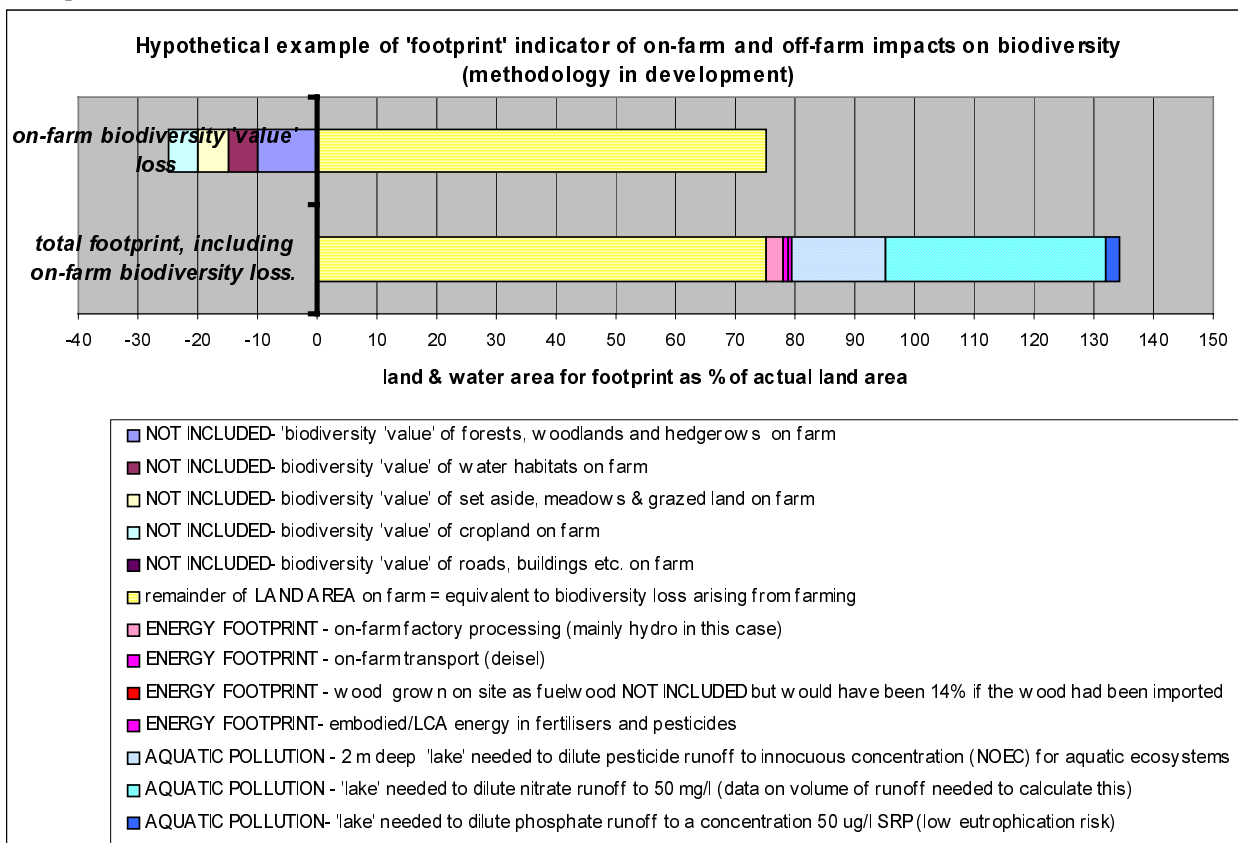 Hypothetical example of 'footprint' indicator of on-farm and off-farm impacts on biodiversity
(methodology in development)
on-farm biodiversity 'value'
loss
total footprint, including
on-farm biodiversity loss.
-40 -30 -20 -10 0 10 20 30 40 50 60 70 80 90 100 110 120 130 140 150
land & water area for footprint as % of actual land area
NOT INCLUDED- 'biodiversity 'value' of forests, woodlands and hedgerows on farm
NOT INCLUDED- biodiversity 'value' of water habitats on farm
NOT INCLUDED- biodiversity 'value' of set aside, meadows & grazed land on farm
NOT INCLUDED- biodiversity 'value' of cropland on farm
NOT INCLUDED- biodiversity 'value' of roads, buildings etc. on farm
remainder of LAND AREA on farm = equivalent to biodiversity loss arising from farming
ENERGY FOOTPRINT - on-farm factory processing (mainly hydro in this case)
ENERGY FOOTPRINT - on-farm transport (deisel)
ENERGY FOOTPRINT - wood grown on site as fuelwood NOT INCLUDED but would have been 14% if the wood had been imported
ENERGY FOOTPRINT- embodied/LCA energy in fertilisers and pesticides
AQUATIC POLLUTION - 2 m deep 'lake' needed to dilute pesticide runoff to innocuous concentration (NOEC) for aquatic ecosystems
AQUATIC POLLUTION - 'lake' needed to dilute nitrate runoff to 50 mg/l (data on volume of runoff needed to calculate this)
AQUATIC POLLUTION- 'lake' needed to dilute phosphate runoff to a concentration 50 ug/l SRP (low eutrophication risk)